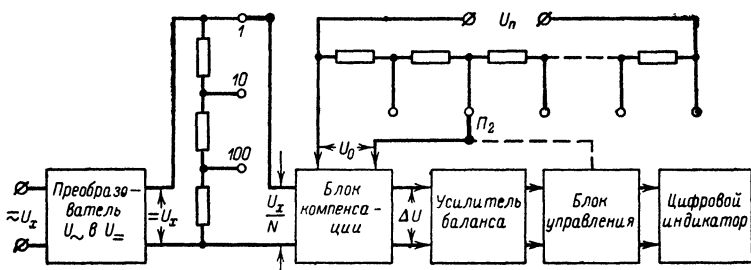 1
10
100
Uп
П₂
U₀
≂Uₓ
Преобразо-
ватель
U∼ в U₌
=Uₓ
Uₓ
N
Блок
компенса-
ции
ΔU
Усилитель
баланса
Блок
управления
Цифровой
индикатор